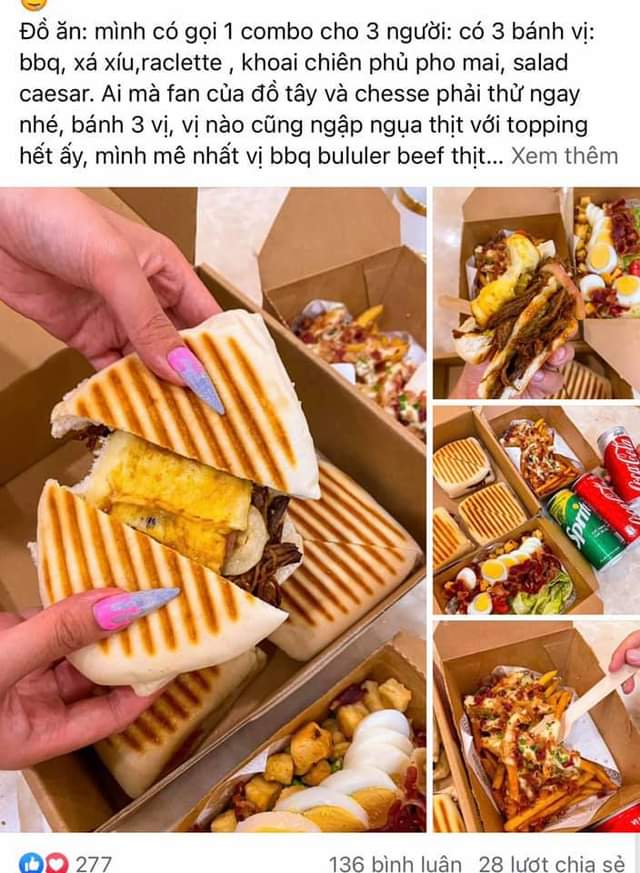 Đồ ăn: mình có gọi 1 combo cho 3 người: có 3 bánh vị:
bbq, xá xíu,raclette , khoai chiên phủ pho mai, salad
caesar. Ai mà fan của đồ tây và chesse phải thử ngay
nhé, bánh 3 vị, vị nào cũng ngập ngụa thịt với topping
hết ấy, mình mê nhất vị bbq bululer beef thịt... Xem thêm
Coca-Cola
Sprite
277
136 bình luận 28 lượt chia sẻ